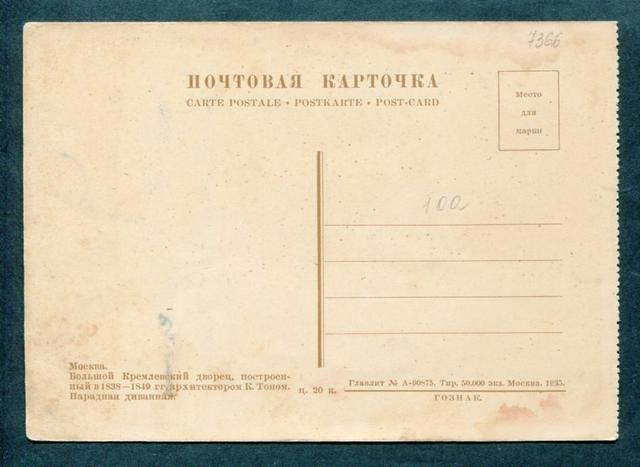 7366
ПОЧТОВАЯ КАРТОЧКА
CARTE POSTALE • POSTKARTE • POST-CARD
Место
для
марки
100
Москва.
Большой Кремлевский дворец, построен-
ный в 1838—1849 гг. архитектором К. Тоном.
Парадная диванная.
ц. 20 к.
Главлит № А-60875. Тир. 50.000 экз. Москва. 1935.
ГОЗНАК.